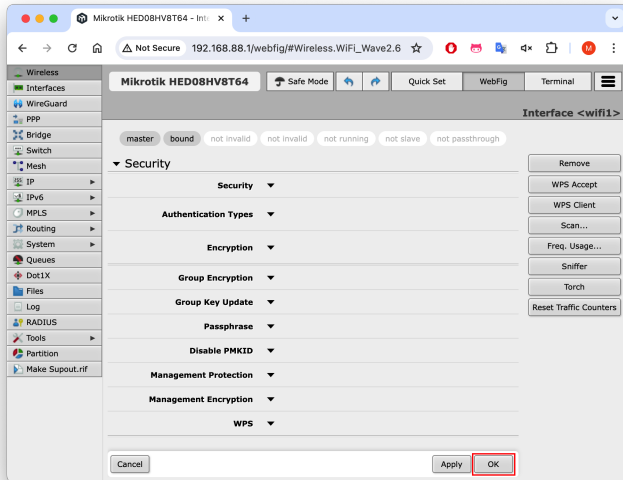 Mikrotik HED08HV8T64 - Int
Not Secure 192.168.88.1/webfig/#Wireless.WiFi_Wave2.6
M
Wireless
Interfaces
WireGuard
PPP
Bridge
Switch
Mesh
IP
IPv6
MPLS
Routing
System
Queues
Dot1X
Files
Log
RADIUS
Tools
Partition
Make Supout.rif
Mikrotik HED08HV8T64 Safe Mode Quick Set WebFig Terminal
Interface <wifi1>
master bound not invalid not invalid not running not slave not passthrough
Security
Security
Authentication Types
Encryption
Group Encryption
Group Key Update
Passphrase
Disable PMKID
Management Protection
Management Encryption
WPS
Remove
WPS Accept
WPS Client
Scan...
Freq. Usage...
Sniffer
Torch
Reset Traffic Counters
Cancel Apply OK